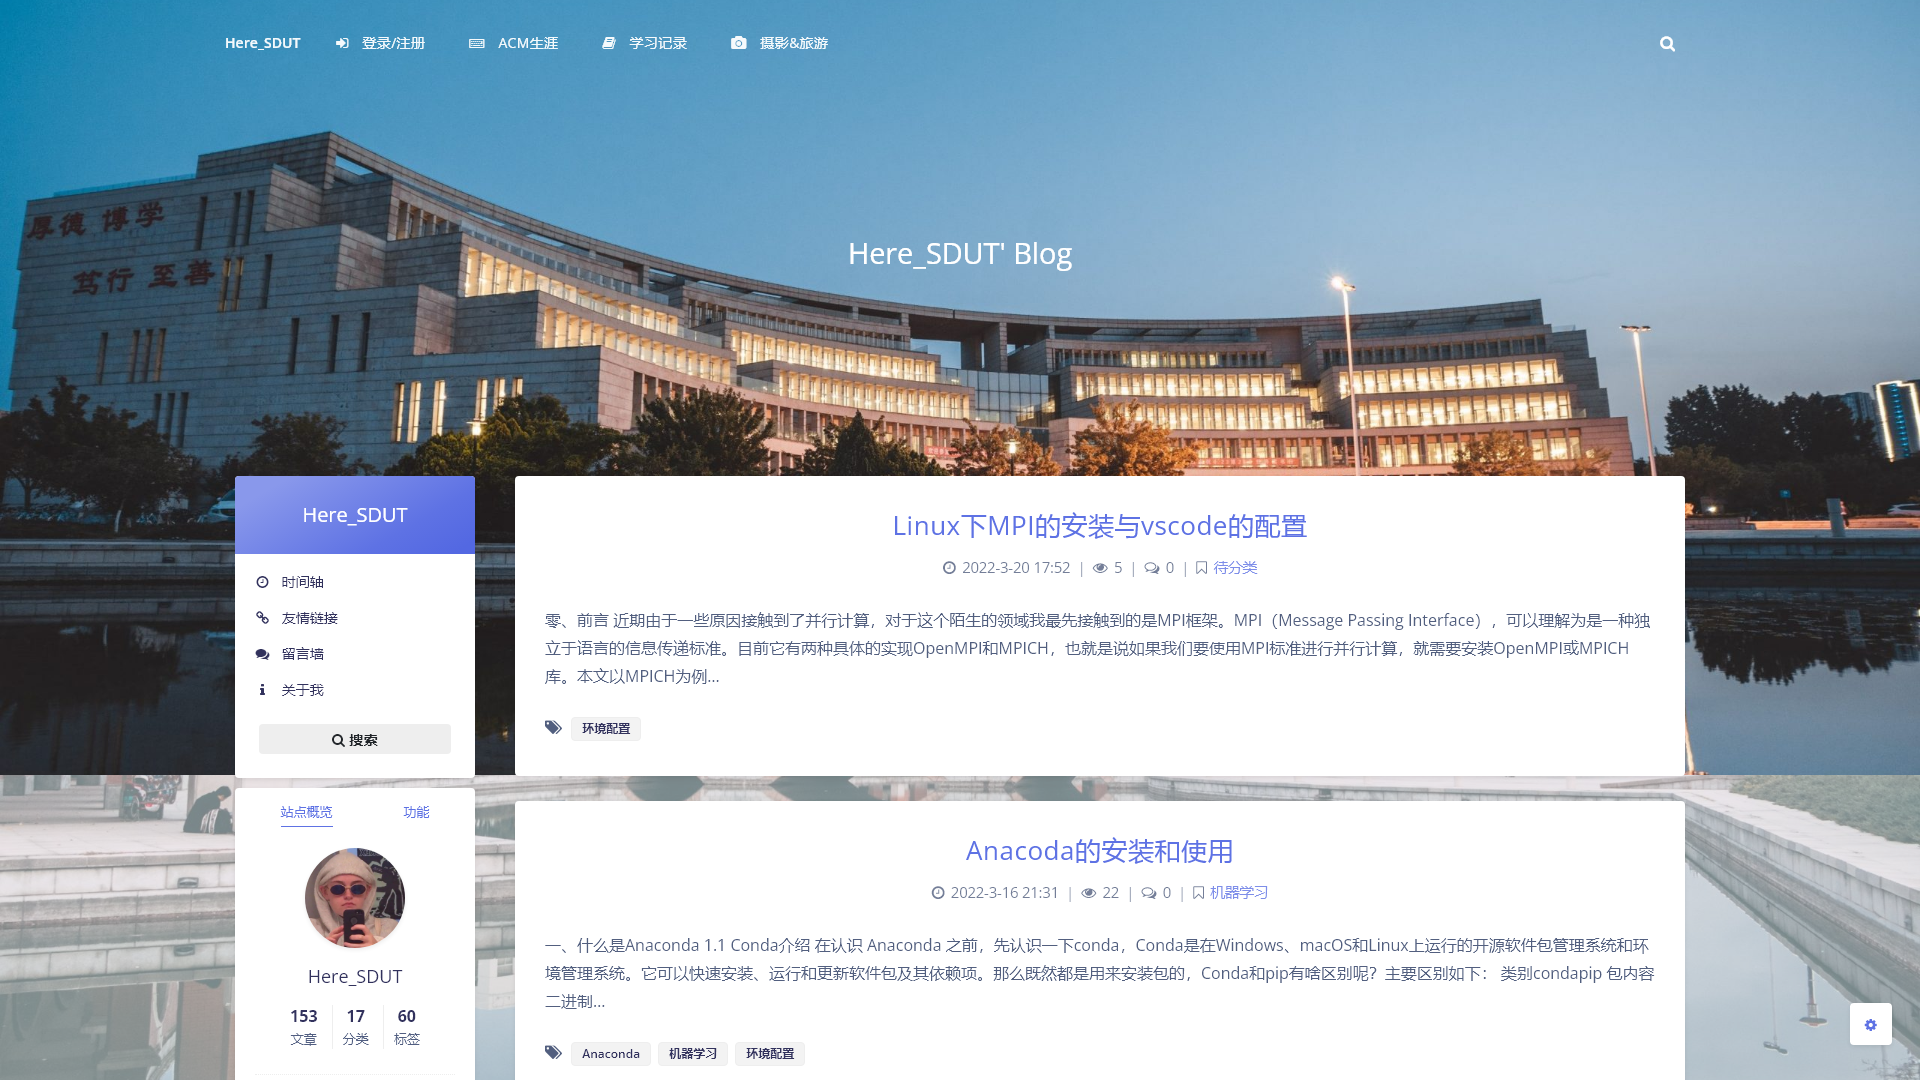 Here_SDUT
登录/注册
ACM生涯
学习记录
摄影&旅游
厚德 博学
笃行 至善
Here_SDUT' Blog
Here_SDUT
时间轴
友情链接
留言墙
关于我
搜索
站点概览
功能
Here_SDUT
153
文章
17
分类
60
标签
Linux下MPI的安装与vscode的配置
2022-3-20 17:52 | 5 | 0 | 待分类
零、前言 近期由于一些原因接触到了并行计算，对于这个陌生的领域我最先接触到的是MPI框架。MPI（Message Passing Interface），可以理解为是一种独
立于语言的信息传递标准。目前它有两种具体的实现OpenMPI和MPICH，也就是说如果我们要使用MPI标准进行并行计算，就需要安装OpenMPI或MPICH
库。本文以MPICH为例...
环境配置
Anacoda的安装和使用
2022-3-16 21:31 | 22 | 0 | 机器学习
一、什么是Anaconda 1.1 Conda介绍 在认识 Anaconda 之前，先认识一下conda，Conda是在Windows、macOS和Linux上运行的开源软件包管理系统和环
境管理系统。它可以快速安装、运行和更新软件包及其依赖项。那么既然都是用来安装包的，Conda和pip有啥区别呢？主要区别如下： 类别condapip 包内容
二进制...
Anaconda
机器学习
环境配置